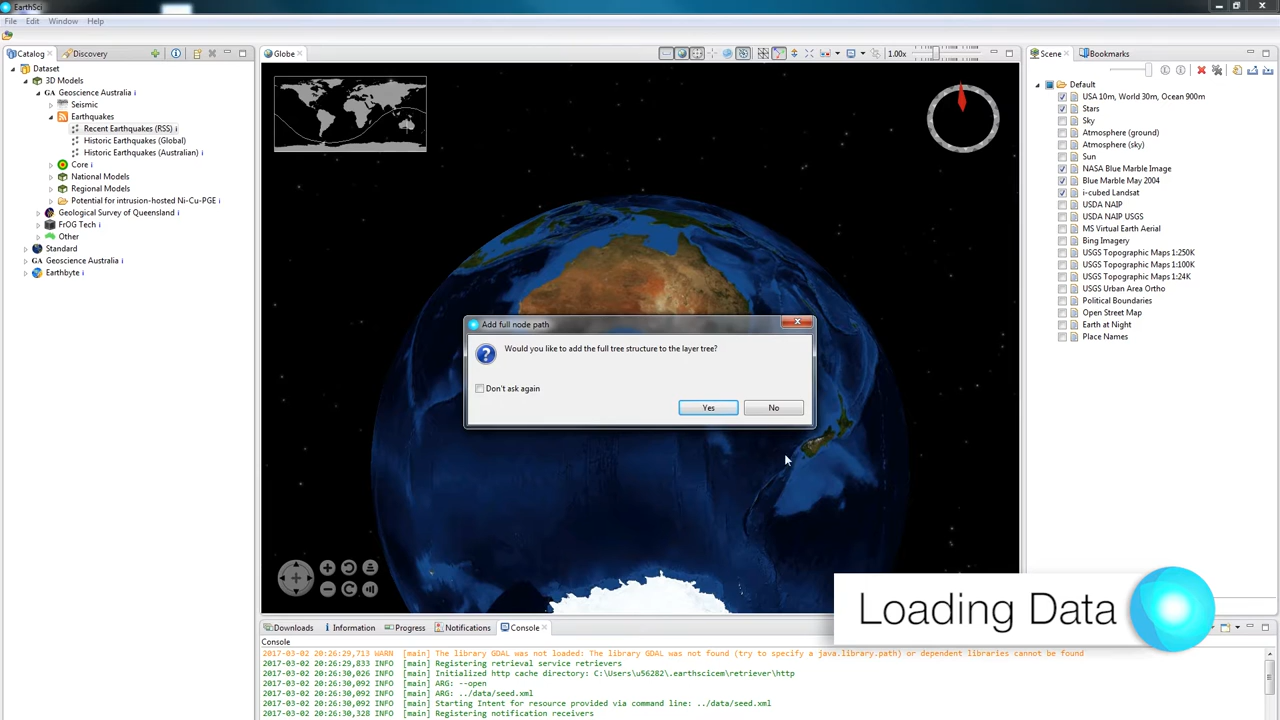 EarthSci
File Edit Window Help
Catalog Discovery
Dataset
3D Models
GA Geoscience Australia i
Seismic
Earthquakes
Recent Earthquakes (RSS) i
Historic Earthquakes (Global)
Historic Earthquakes (Australian) i
Core i
National Models
Regional Models
Potential for intrusion-hosted Ni-Cu-PGE i
Geological Survey of Queensland i
FrOG Tech i
Other
Standard
GA Geoscience Australia i
Earthbyte i
Globe
1.00x
Add full node path
Would you like to add the full tree structure to the layer tree?
Don't ask again
Yes No
Scene Bookmarks
Default
USA 10m, World 30m, Ocean 900m
Stars
Sky
Atmosphere (ground)
Atmosphere (sky)
Sun
NASA Blue Marble Image
Blue Marble May 2004
i-cubed Landsat
USDA NAIP
USDA NAIP USGS
MS Virtual Earth Aerial
Bing Imagery
USGS Topographic Maps 1:250K
USGS Topographic Maps 1:100K
USGS Topographic Maps 1:24K
USGS Urban Area Ortho
Political Boundaries
Open Street Map
Earth at Night
Place Names
Loading Data
Downloads Information Progress Notifications Console
Console
2017-03-02 20:26:29,713 WARN [main] The library GDAL was not loaded: The library GDAL was not found (try to specify a java.library.path) or dependent libraries cannot be found
2017-03-02 20:26:29,833 INFO [main] Registering retrieval service retrievers
2017-03-02 20:26:30,026 INFO [main] Initialized http cache directory: C:\Users\u56282\.earthscicem\retriever\http
2017-03-02 20:26:30,092 INFO [main] ARG: --open
2017-03-02 20:26:30,092 INFO [main] ARG: ../data/seed.xml
2017-03-02 20:26:30,092 INFO [main] Starting Intent for resource provided via command line: ../data/seed.xml
2017-03-02 20:26:30,328 INFO [main] Registering notification receivers